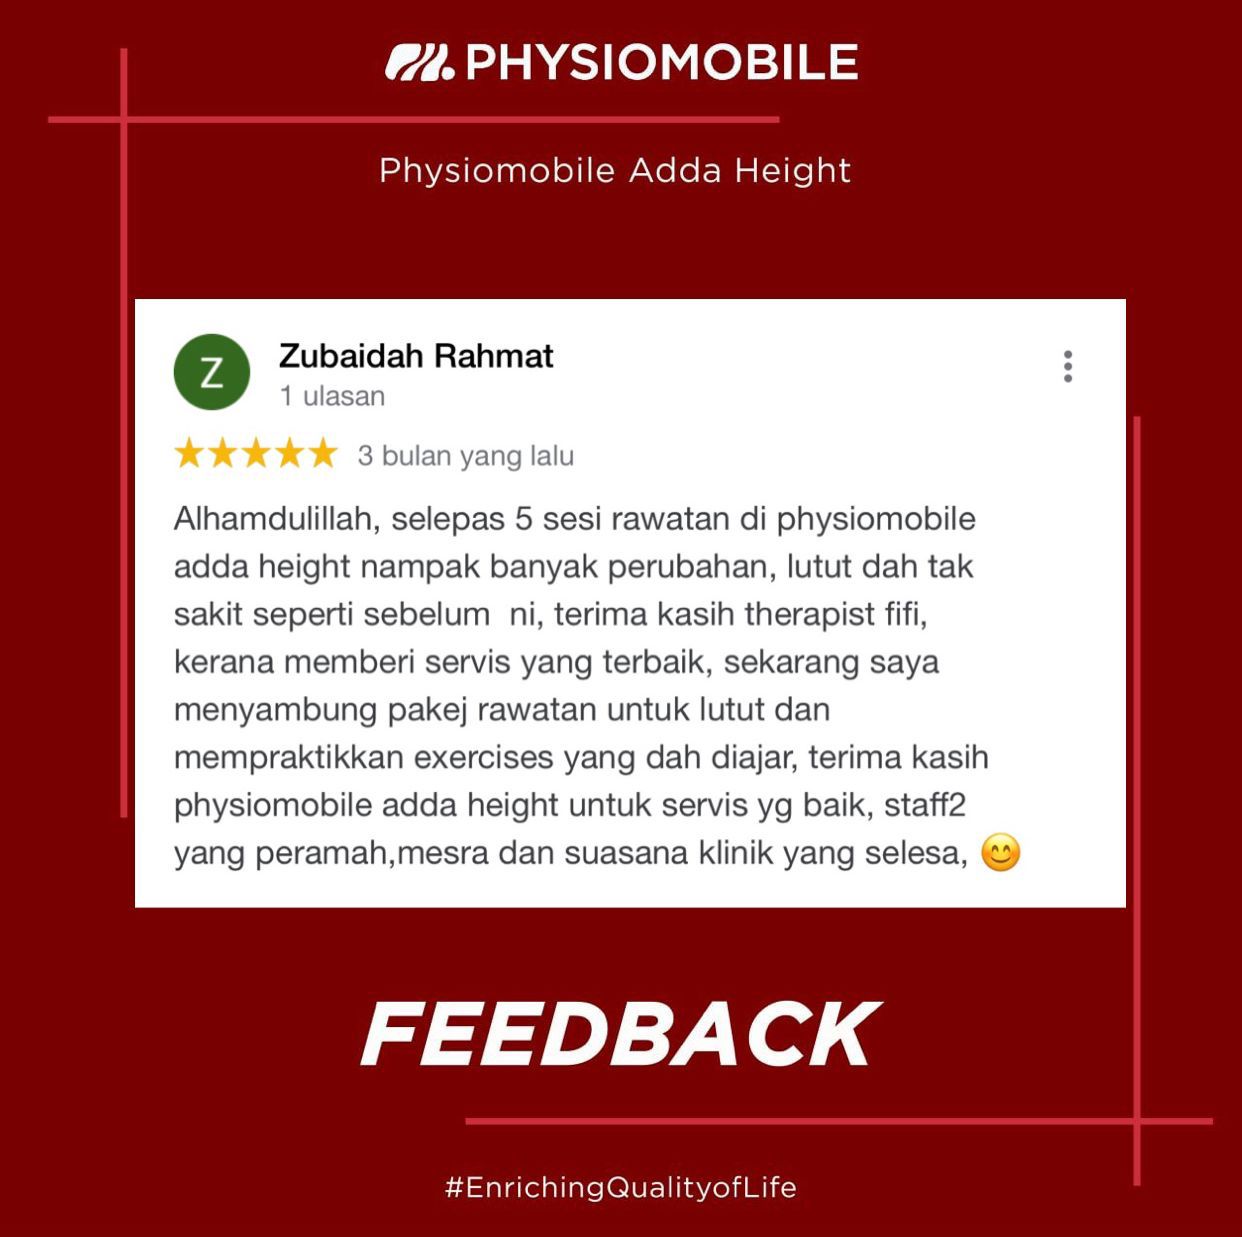 PHYSIOMOBILE
Physiomobile Adda Height
Z
Zubaidah Rahmat
1 ulasan
3 bulan yang lalu
Alhamdulillah, selepas 5 sesi rawatan di physiomobile
adda height nampak banyak perubahan, lutut dah tak
sakit seperti sebelum  ni, terima kasih therapist fifi,
kerana memberi servis yang terbaik, sekarang saya
menyambung pakej rawatan untuk lutut dan
mempraktikkan exercises yang dah diajar, terima kasih
physiomobile adda height untuk servis yg baik, staff2
yang peramah,mesra dan suasana klinik yang selesa, 😊
FEEDBACK
#EnrichingQualityofLife